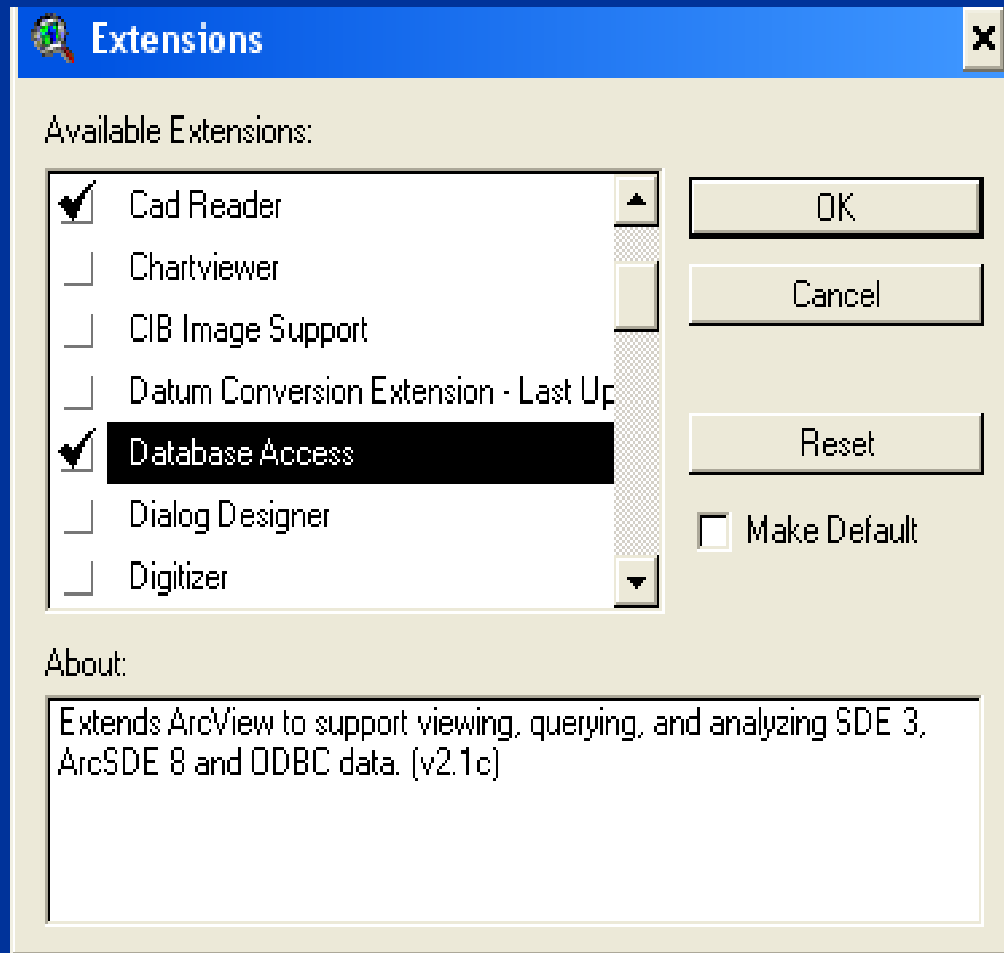 Extensions
Available Extensions:
Cad Reader
Chartviewer
CIB Image Support
Datum Conversion Extension - Last Up
Database Access
Dialog Designer
Digitizer
OK
Cancel
Reset
Make Default
About:
Extends ArcView to support viewing, querying, and analyzing SDE 3,
ArcSDE 8 and ODBC data. (v2.1c)